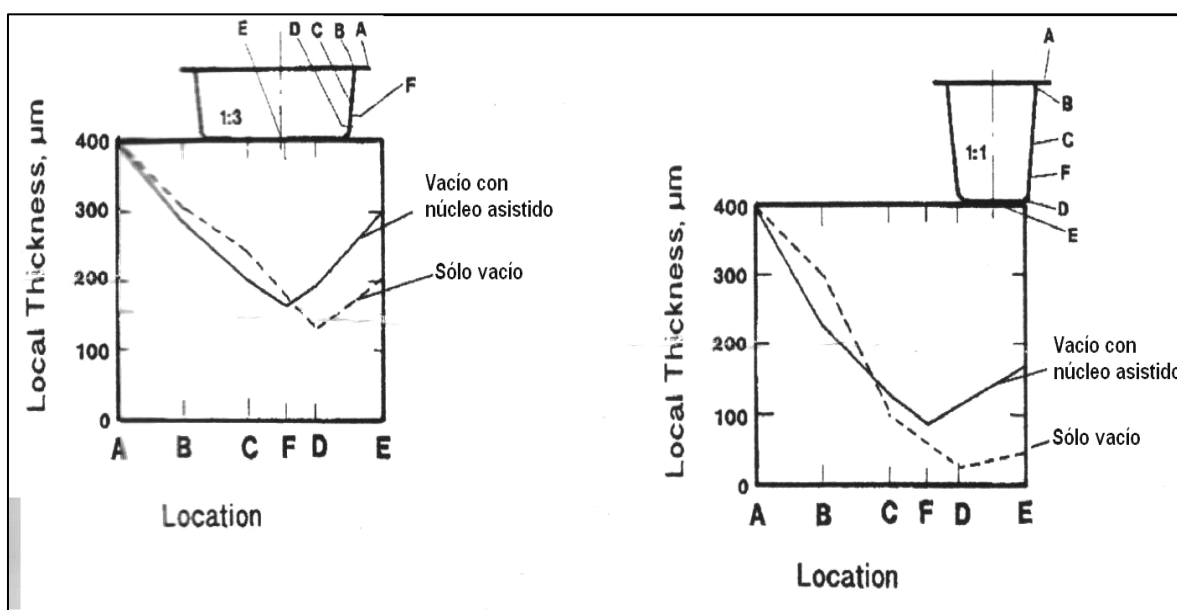 E D C B A
F
1:3
Local Thickness, µm
400
300
200
100
0
Vacío con
núcleo asistido
Sólo vacío
A B C F D E
Location
A
B
C
F
D
E
1:1
Local Thickness, µm
400
300
200
100
0
Vacío con
núcleo asistido
Sólo vacío
A B C F D E
Location